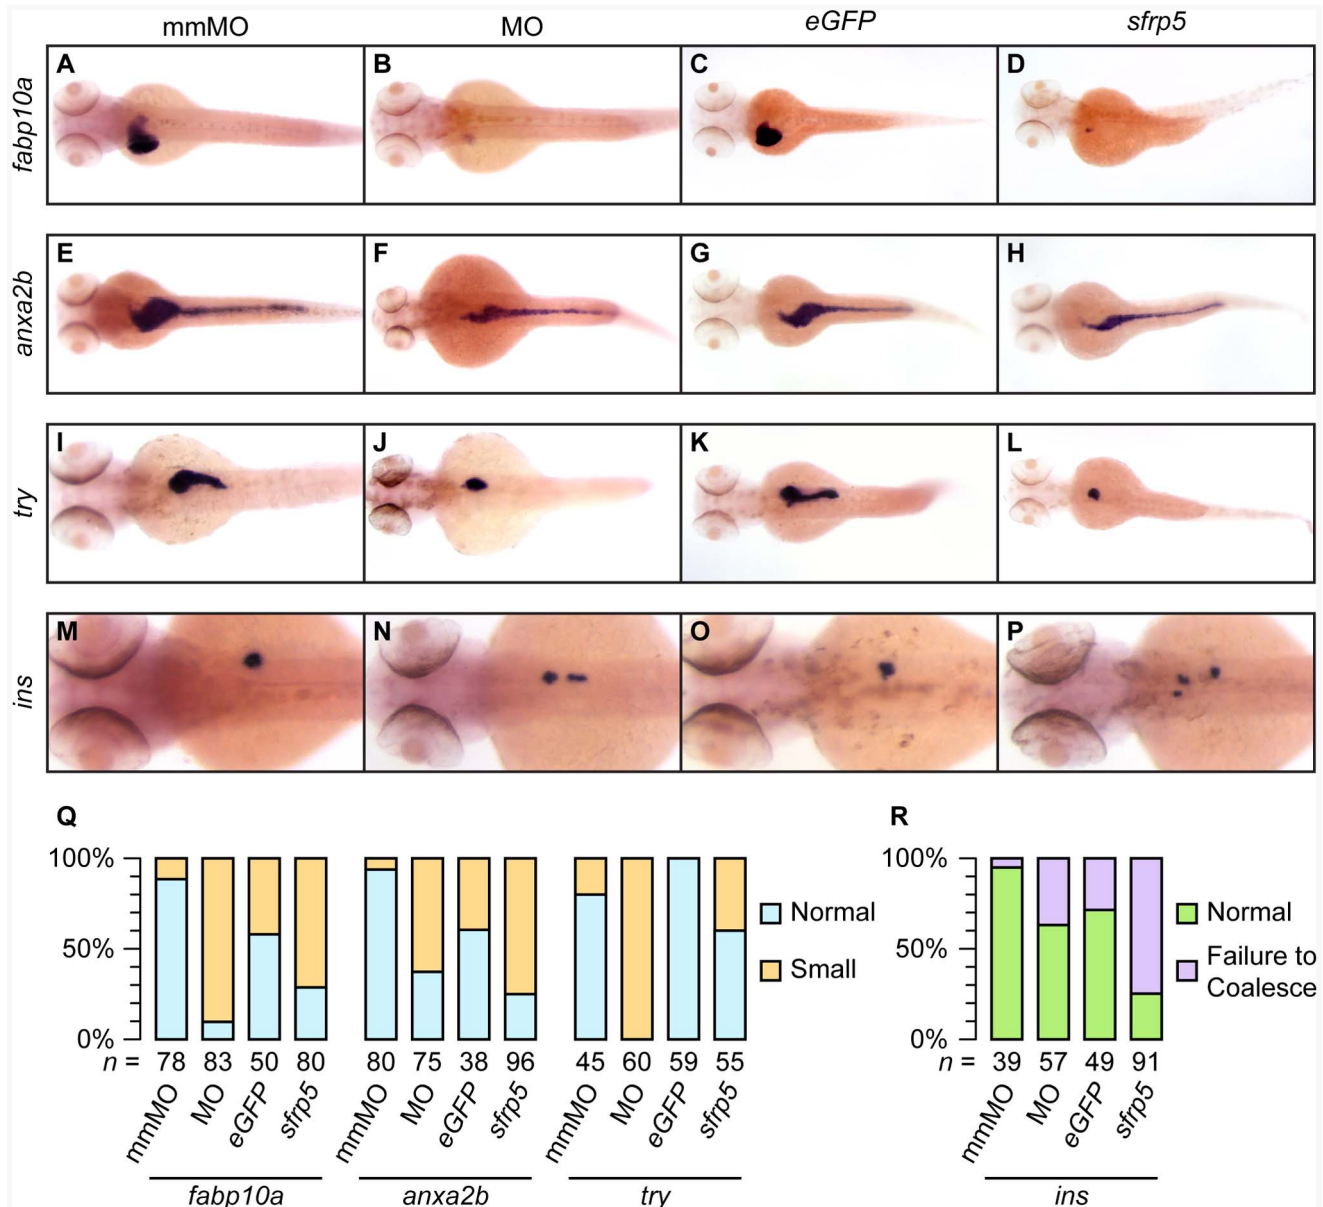 mmMO MO eGFP sfrp5
fabp10a
A B C D
anxa2b
E F G H
try
I J K L
ins
M N O P
Q
100%
50%
0%
n = 78 83 50 80 80 75 38 96 45 60 59 55
mmMO MO eGFP sfrp5 mmMO MO eGFP sfrp5 mmMO MO eGFP sfrp5
fabp10a anxa2b try
Normal
Small
R
100%
50%
0%
n = 39 57 49 91
mmMO MO eGFP sfrp5
ins
Normal
Failure to
Coalesce